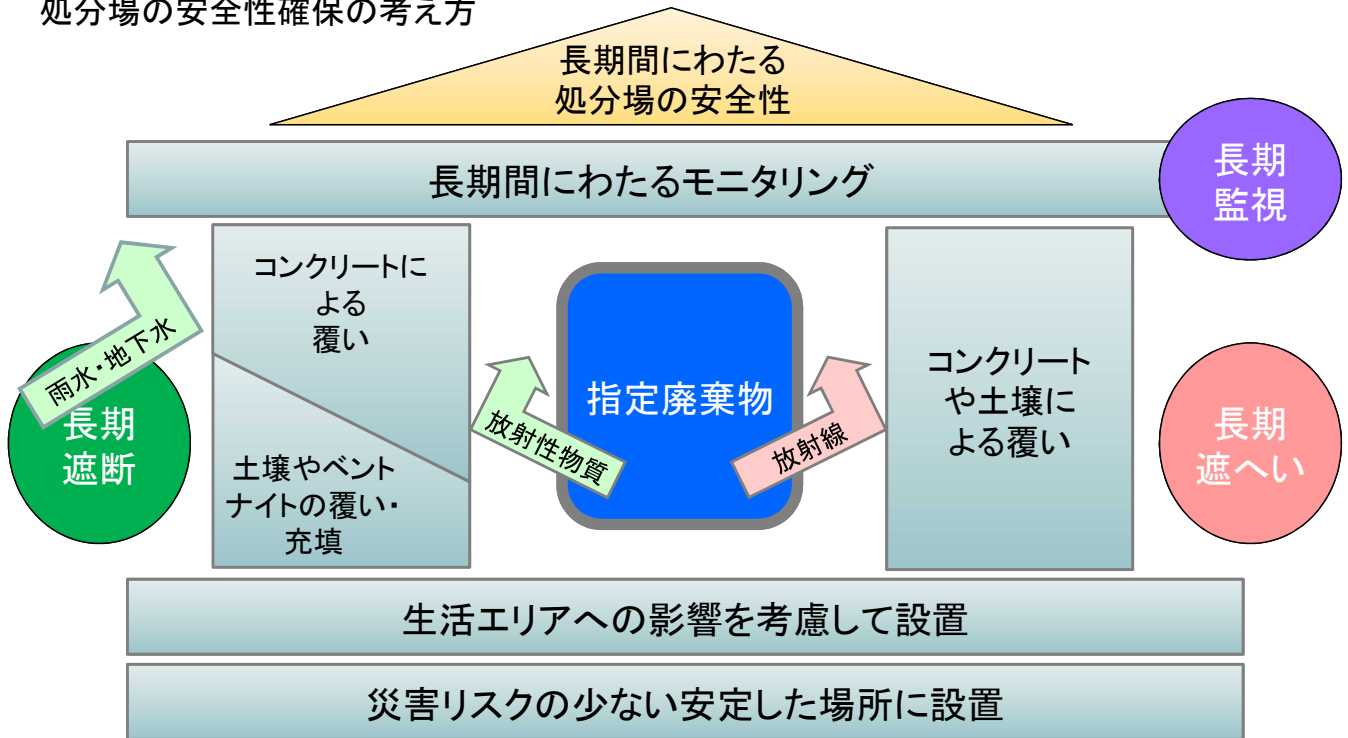 処分場の安全性確保の考え方
長期間にわたる
処分場の安全性
長期間にわたるモニタリング
長期
監視
コンクリートに
よる
覆い
土壌やベント
ナイトの覆い・
充填
雨水・地下水
長期
遮断
放射性物質
指定廃棄物
放射線
コンクリート
や土壌に
よる覆い
長期
遮へい
生活エリアへの影響を考慮して設置
災害リスクの少ない安定した場所に設置